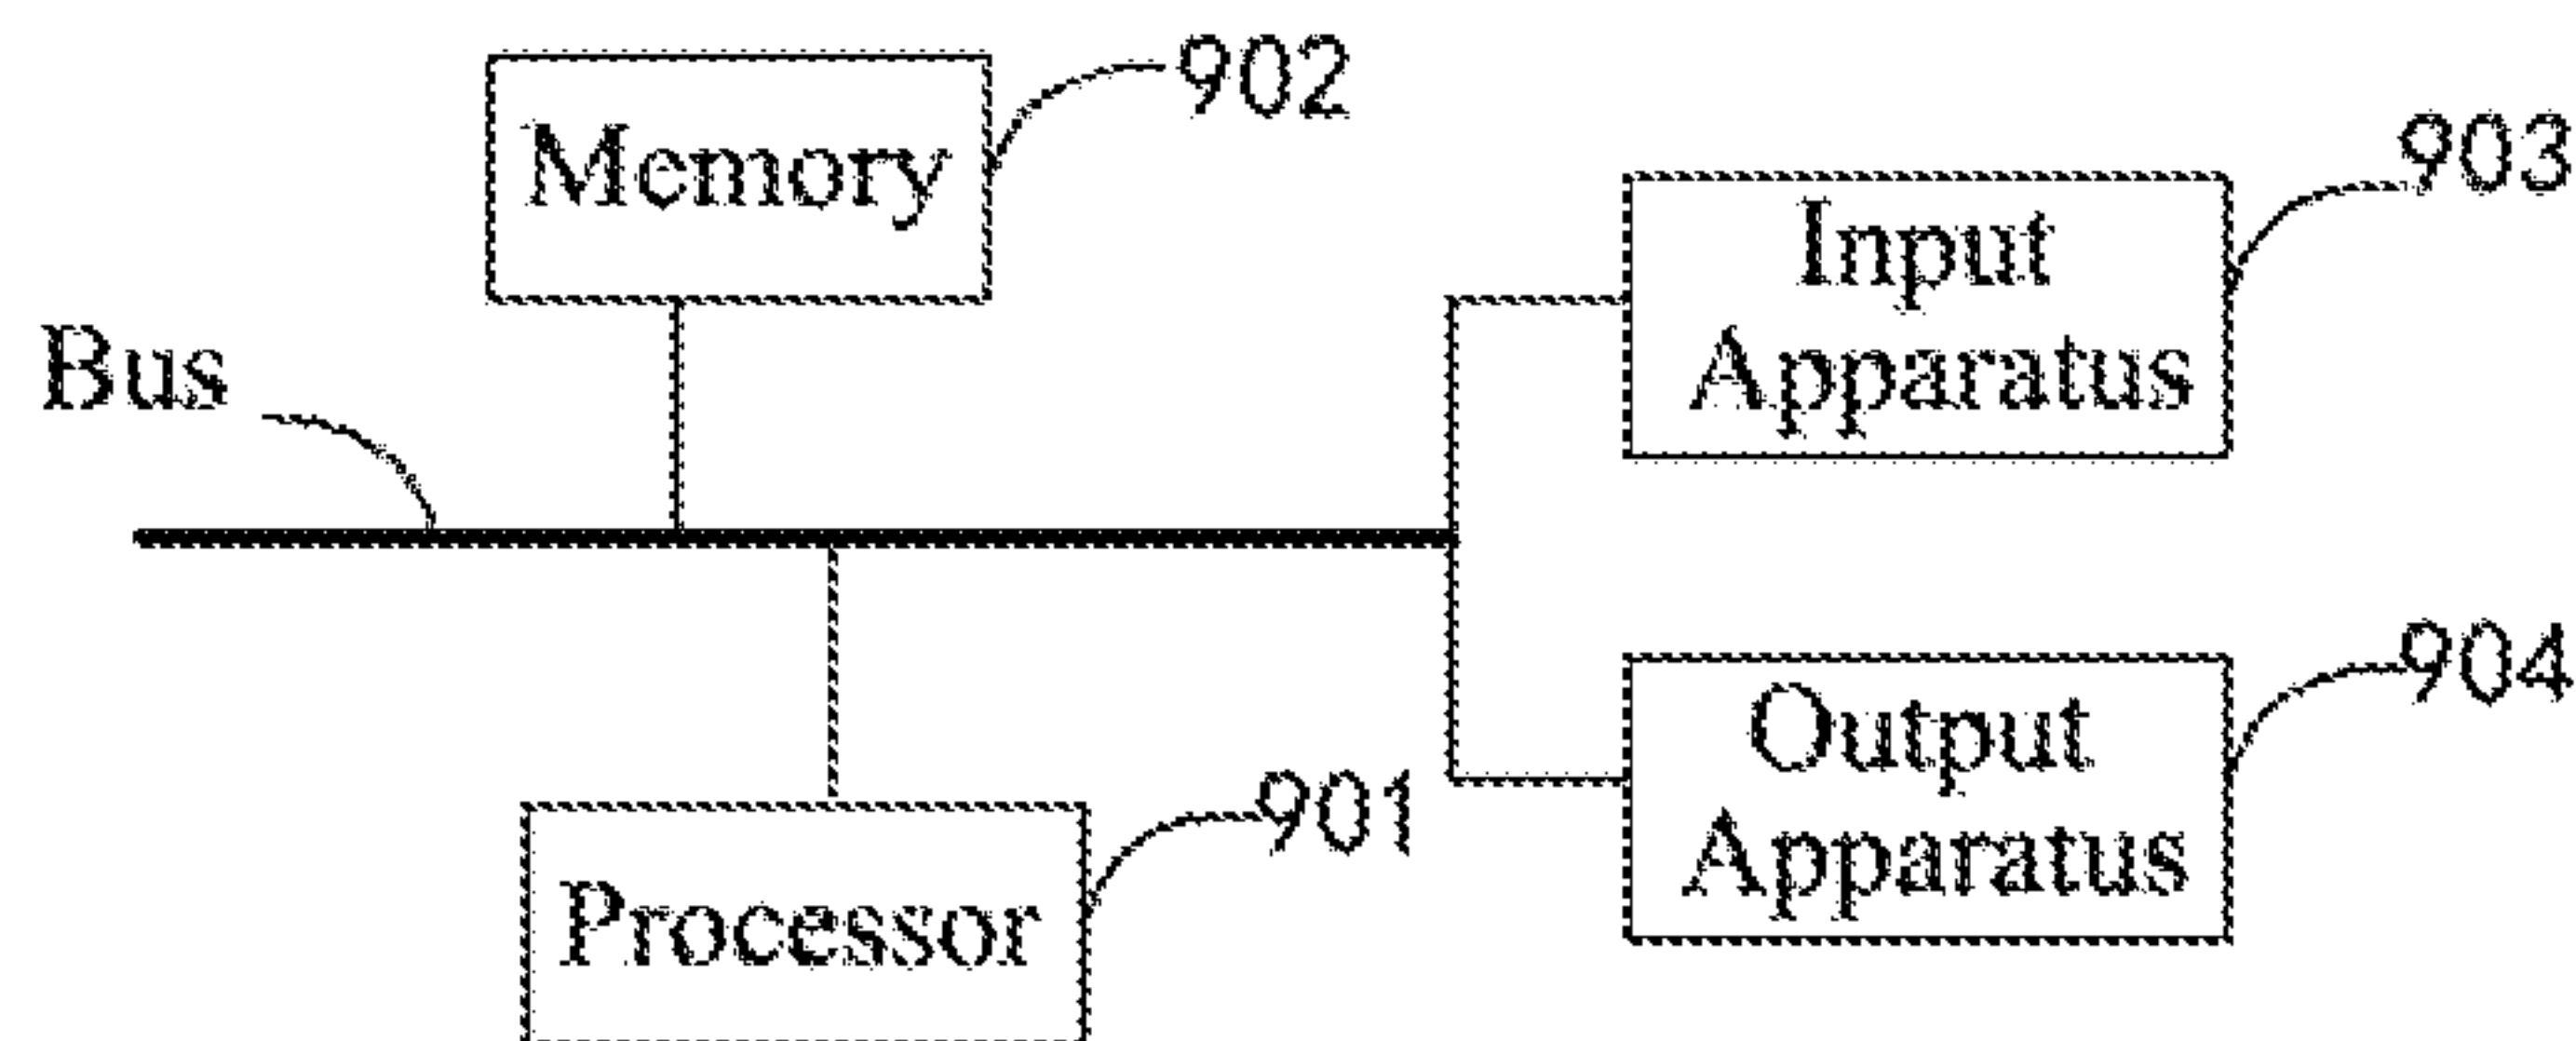 902
Memory
903
Input
Apparatus
Bus
904
Output
Apparatus
901
Processor